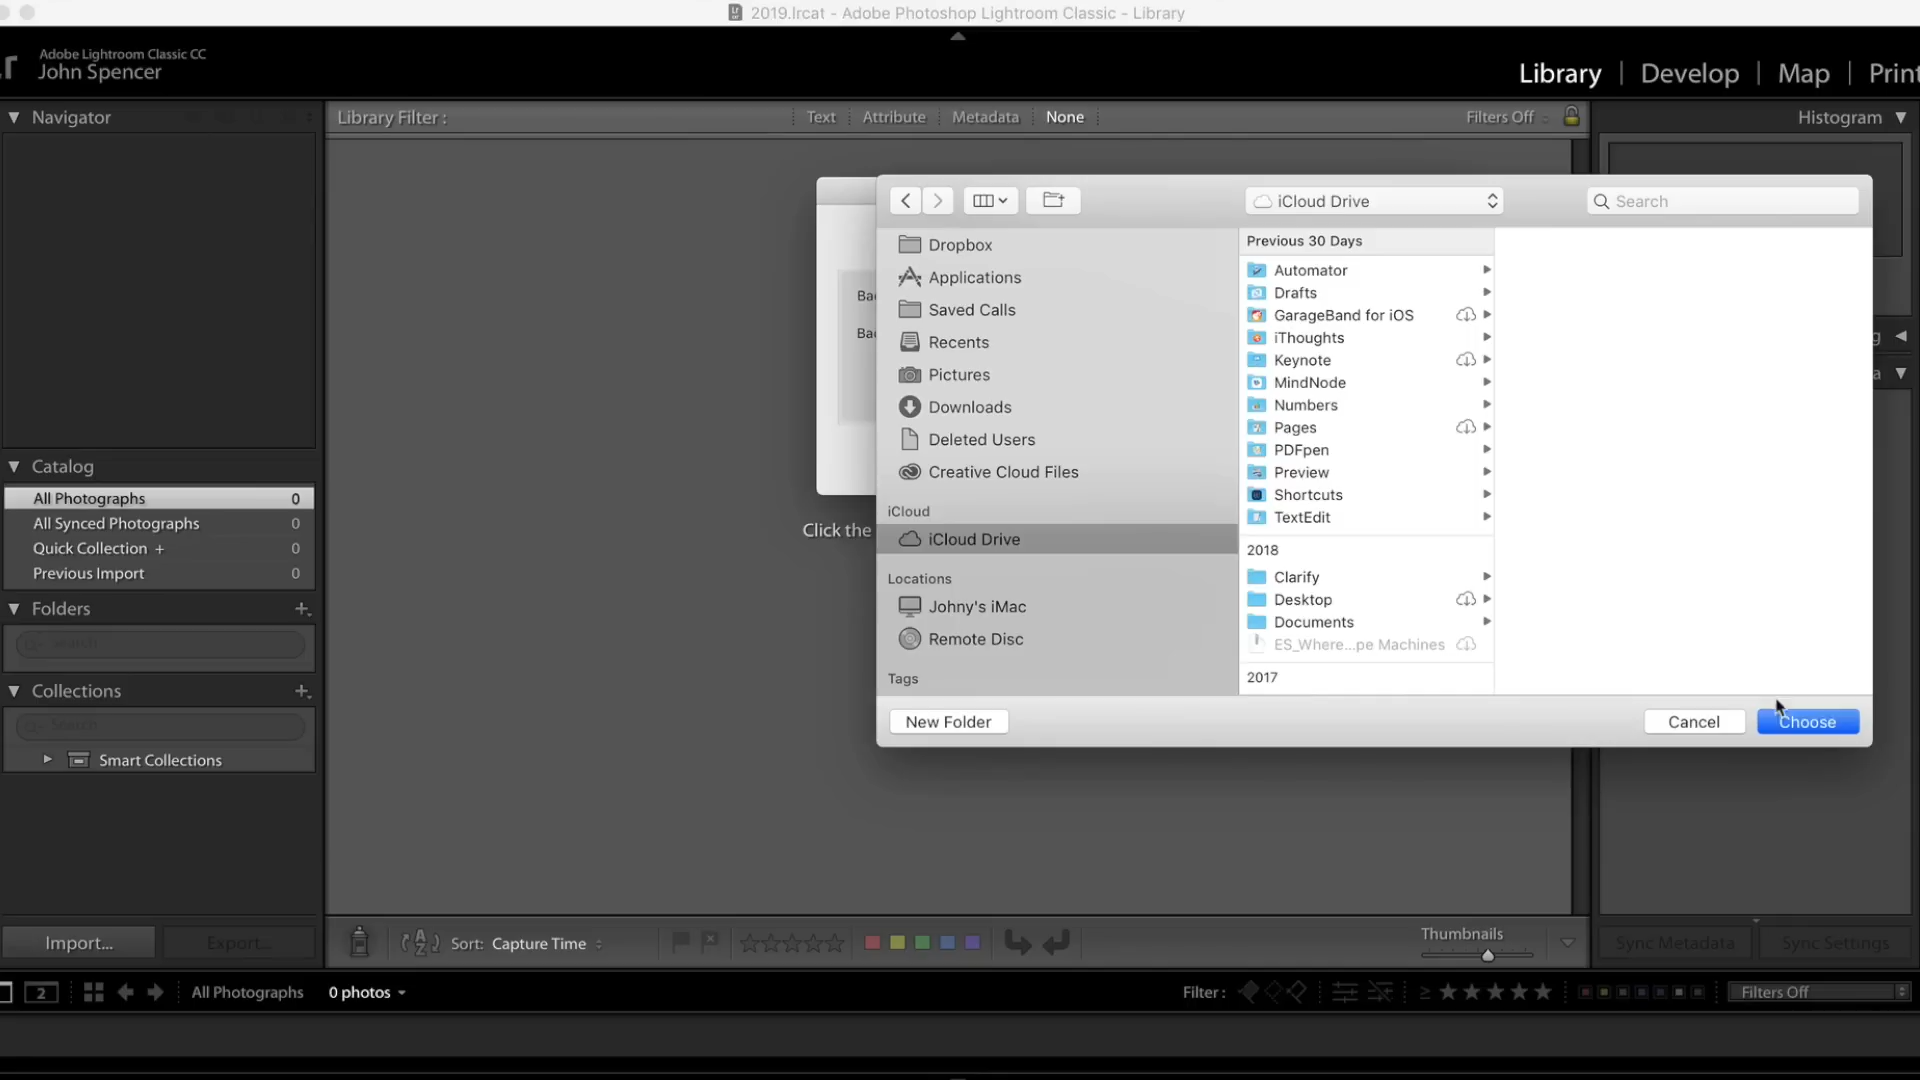 2019.lrcat - Adobe Photoshop Lightroom Classic - Library
Adobe Lightroom Classic CC
John Spencer
Library | Develop | Map | Print
Navigator
Library Filter :
Text
Attribute
Metadata
None
Filters Off
Histogram
iCloud Drive
Search
Dropbox
Applications
Saved Calls
Recents
Pictures
Downloads
Deleted Users
Creative Cloud Files
iCloud
iCloud Drive
Locations
Johny's iMac
Remote Disc
Tags
Previous 30 Days
Automator
Drafts
GarageBand for iOS
iThoughts
Keynote
MindNode
Numbers
Pages
PDFpen
Preview
Shortcuts
TextEdit
2018
Clarify
Desktop
Documents
ES_Where...pe Machines
2017
New Folder
Cancel
Choose
Click the
Catalog
All Photographs 0
All Synced Photographs 0
Quick Collection + 0
Previous Import 0
Folders
Search
Collections
Search
Smart Collections
Import...
Export...
Sort: Capture Time
Thumbnails
Sync Metadata
Sync Settings
2
All Photographs
0 photos
Filter :
Filters Off